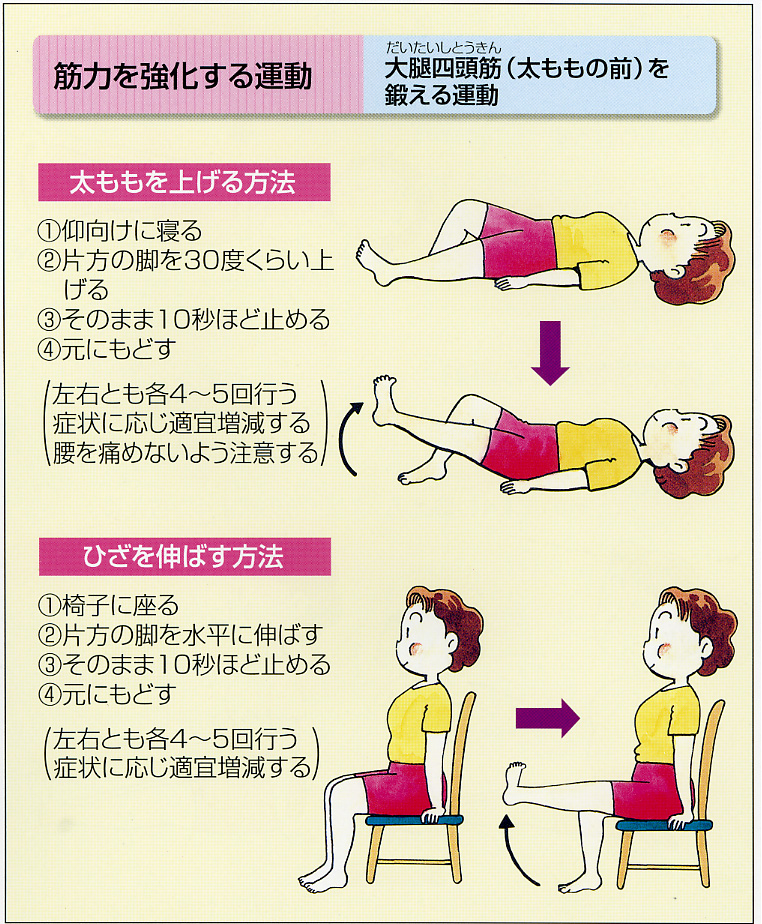 筋力を強化する運動
だいたいしとうきん
大腿四頭筋(太ももの前)を
鍛える運動
太ももを上げる方法
①仰向けに寝る
②片方の脚を30度くらい上
げる
③そのまま10秒ほど止める
④元にもどす
(左右とも各4〜5回行う
症状に応じ適宜増減する
腰を痛めないよう注意する)
ひざを伸ばす方法
①椅子に座る
②片方の脚を水平に伸ばす
③そのまま10秒ほど止める
④元にもどす
(左右とも各4〜5回行う
症状に応じ適宜増減する)